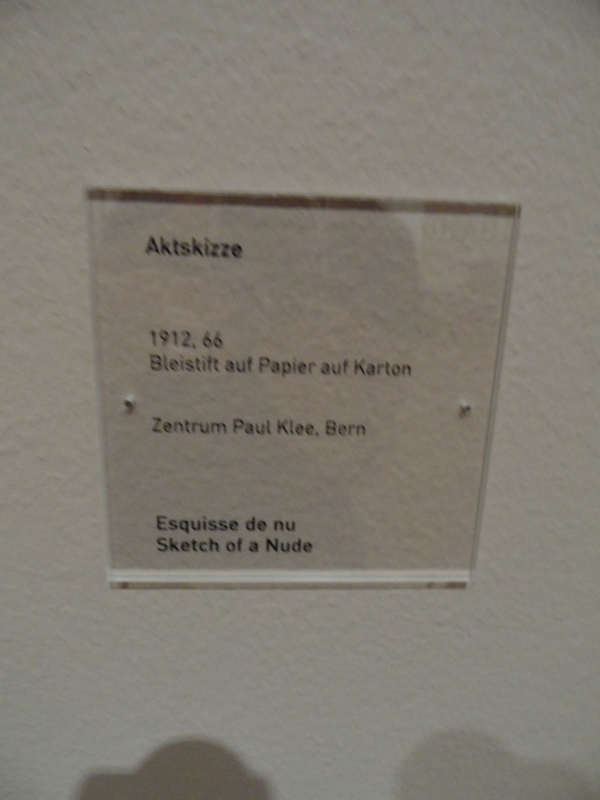 Aktskizze
1912, 66
Bleistift auf Papier auf Karton
Zentrum Paul Klee, Bern
Esquisse de nu
Sketch of a Nude